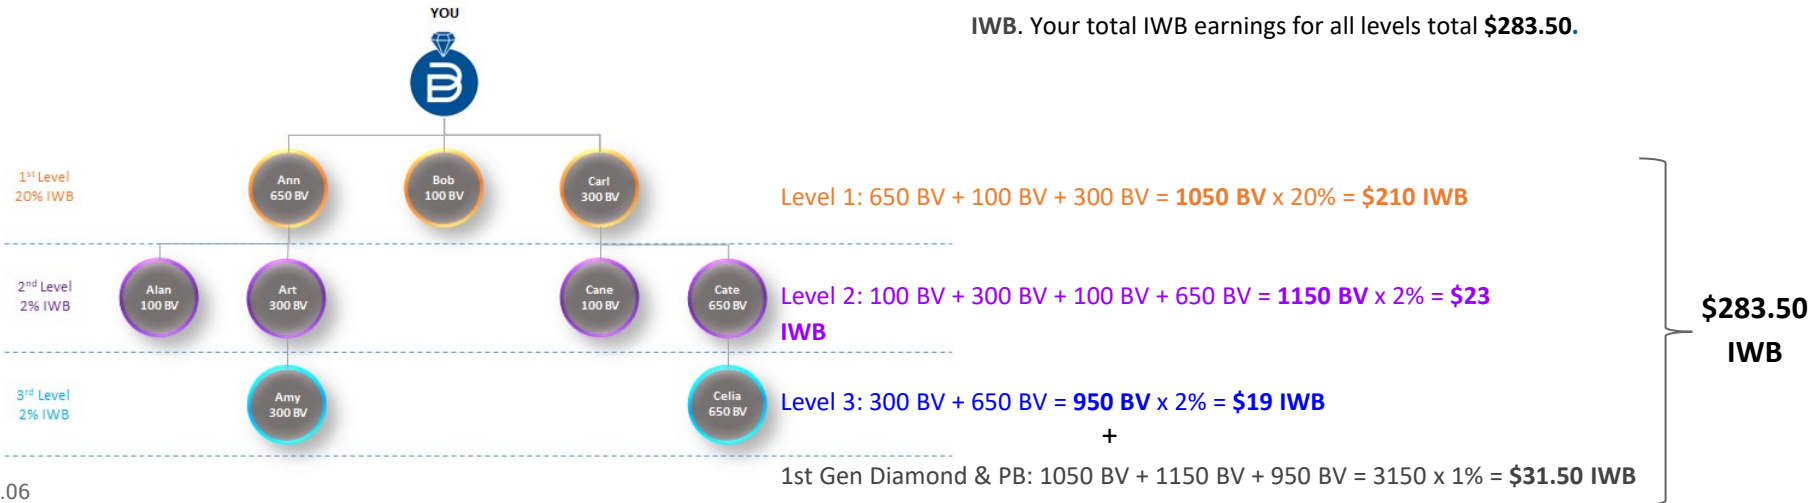 YOU
IWB. Your total IWB earnings for all levels total $283.50.
B
1st Level
20% IWB
Ann
650 BV
Bob
100 BV
Carl
300 BV
Level 1: 650 BV + 100 BV + 300 BV = 1050 BV x 20% = $210 IWB
2nd Level
2% IWB
Alan
100 BV
Art
300 BV
Cane
100 BV
Cate
650 BV
Level 2: 100 BV + 300 BV + 100 BV + 650 BV = 1150 BV x 2% = $23
IWB
$283.50
IWB
3rd Level
2% IWB
Amy
300 BV
Celia
650 BV
Level 3: 300 BV + 650 BV = 950 BV x 2% = $19 IWB
+
1st Gen Diamond & PB: 1050 BV + 1150 BV + 950 BV = 3150 x 1% = $31.50 IWB
.06